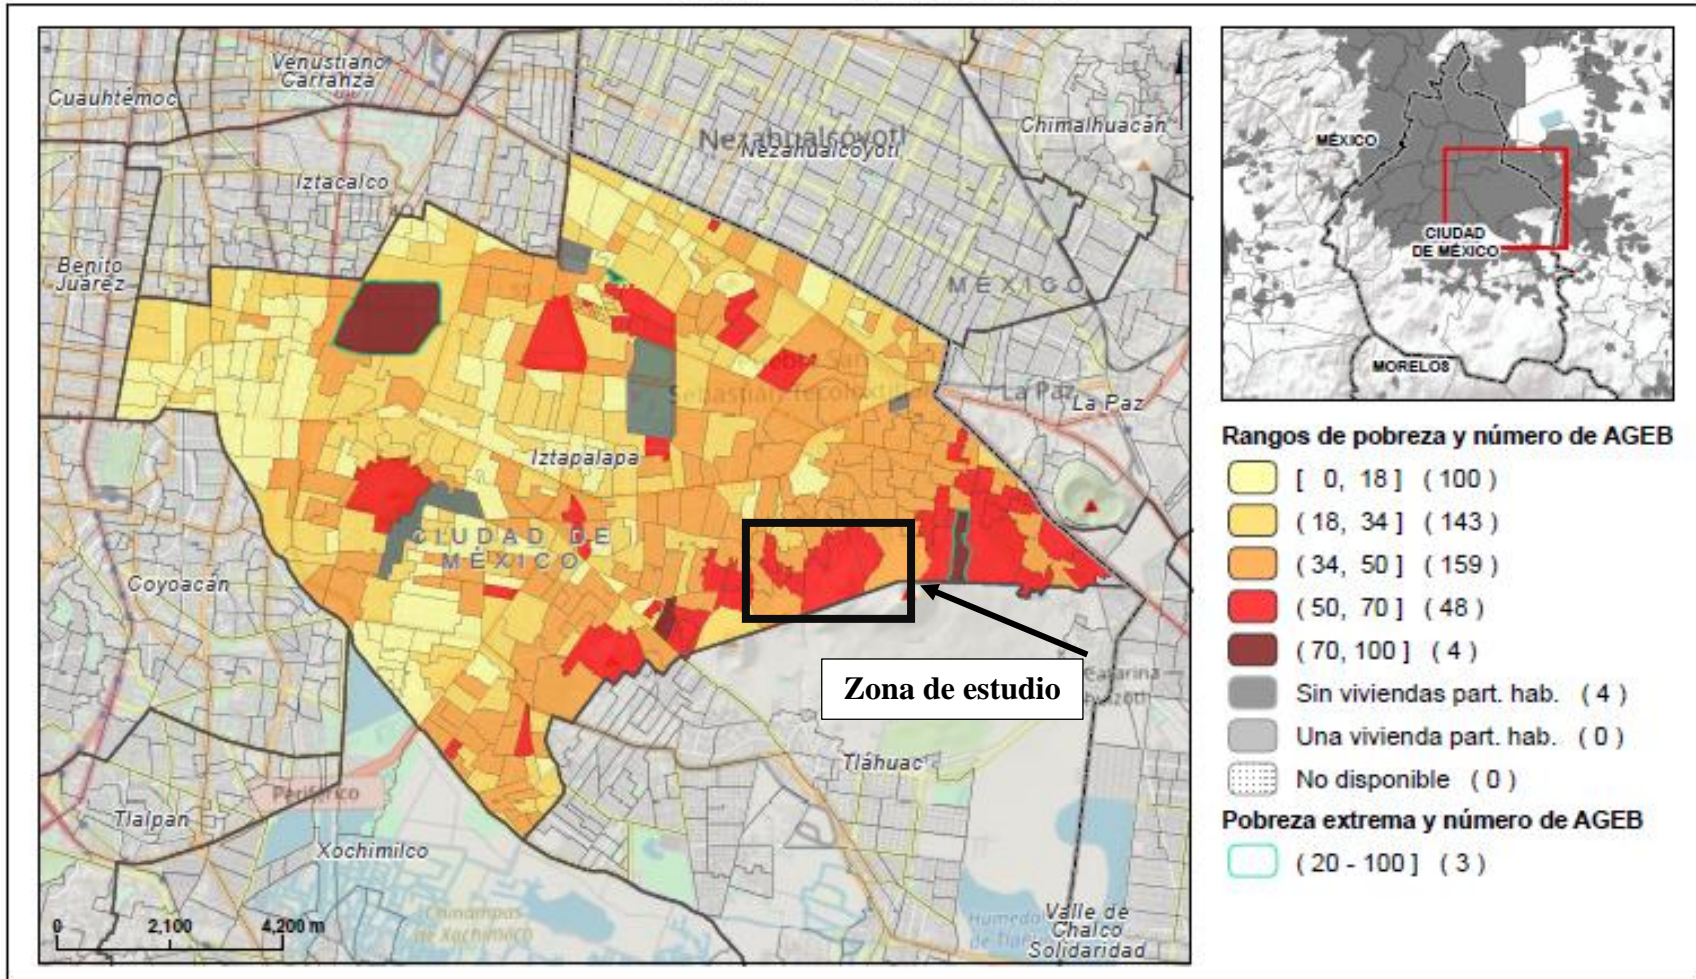 Venustiano
Carranza
Cuauhtémoc
Nezahualcóyotl
Nezahualcóyotl
Chimalhuacán
Iztacalco
Benito
Juárez
MÉXICO
La Paz
La Paz
Iztapalapa
CIUDAD DE
MÉXICO
Coyoacán
Zona de estudio
Tláhuac
Periférico
Tlalpan
Xochimilco
Chinampas
de Xochimilco
Valle de
Chalco
Solidaridad
0 2,100 4,200 m
MÉXICO
CIUDAD
DE MÉXICO
MORELOS
Rangos de pobreza y número de AGEB
[ 0, 18 ] ( 100 )
( 18, 34 ] ( 143 )
( 34, 50 ] ( 159 )
( 50, 70 ] ( 48 )
( 70, 100 ] ( 4 )
Sin viviendas part. hab. ( 4 )
Una vivienda part. hab. ( 0 )
No disponible ( 0 )
Pobreza extrema y número de AGEB
( 20 - 100 ] ( 3 )